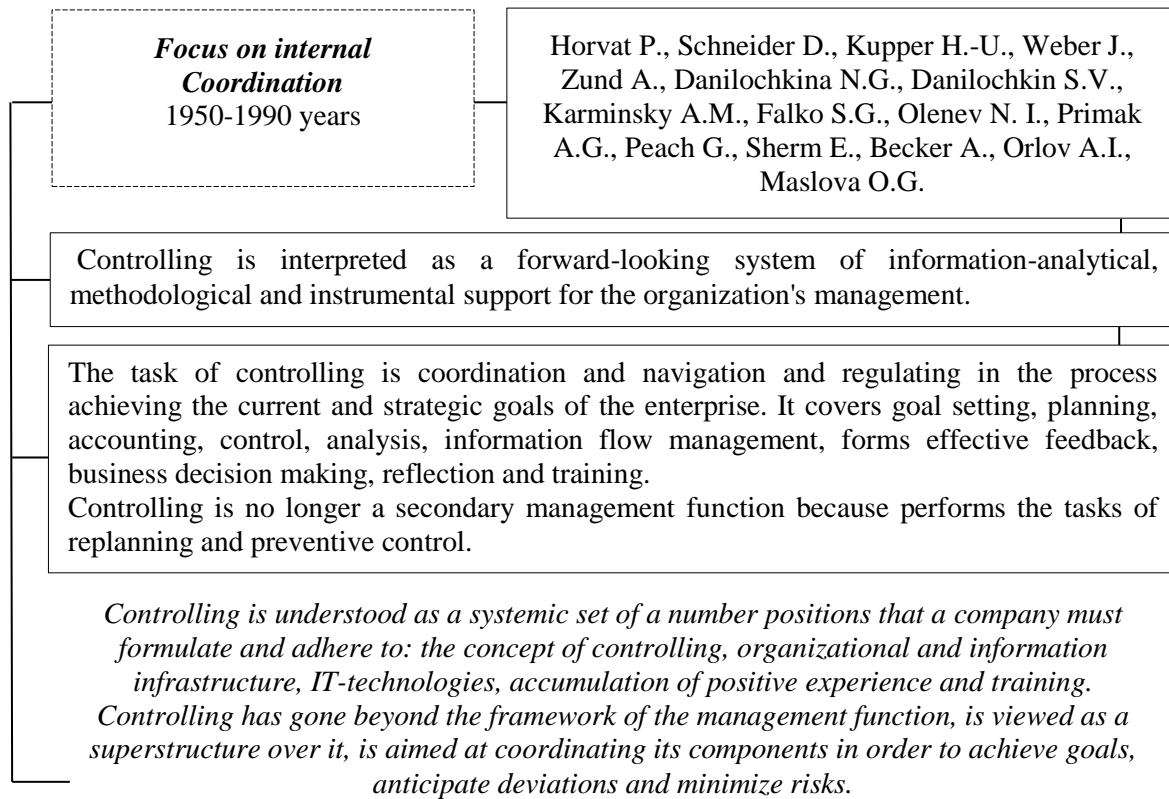 Focus on internal
Coordination
1950-1990 years
Horvat P., Schneider D., Kupper H.-U., Weber J.,
Zund A., Danilochkina N.G., Danilochkin S.V.,
Karminsky A.M., Falko S.G., Olenev N. I., Primak
A.G., Peach G., Sherm E., Becker A., Orlov A.I.,
Maslova O.G.
Controlling is interpreted as a forward-looking system of information-analytical,
methodological and instrumental support for the organization's management.
The task of controlling is coordination and navigation and regulating in the process
achieving the current and strategic goals of the enterprise. It covers goal setting, planning,
accounting, control, analysis, information flow management, forms effective feedback,
business decision making, reflection and training.
Controlling is no longer a secondary management function because performs the tasks of
replanning and preventive control.
Controlling is understood as a systemic set of a number positions that a company must
formulate and adhere to: the concept of controlling, organizational and information
infrastructure, IT-technologies, accumulation of positive experience and training.
Controlling has gone beyond the framework of the management function, is viewed as a
superstructure over it, is aimed at coordinating its components in order to achieve goals,
anticipate deviations and minimize risks.